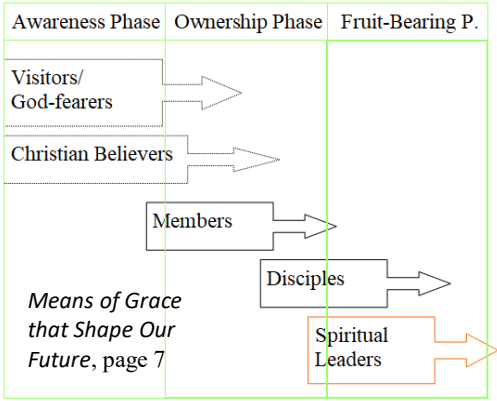 Awareness Phase Ownership Phase Fruit-Bearing P.
Visitors/
God-fearers
Christian Believers
Members
Disciples
Means of Grace
that Shape Our
Future, page 7
Spiritual
Leaders